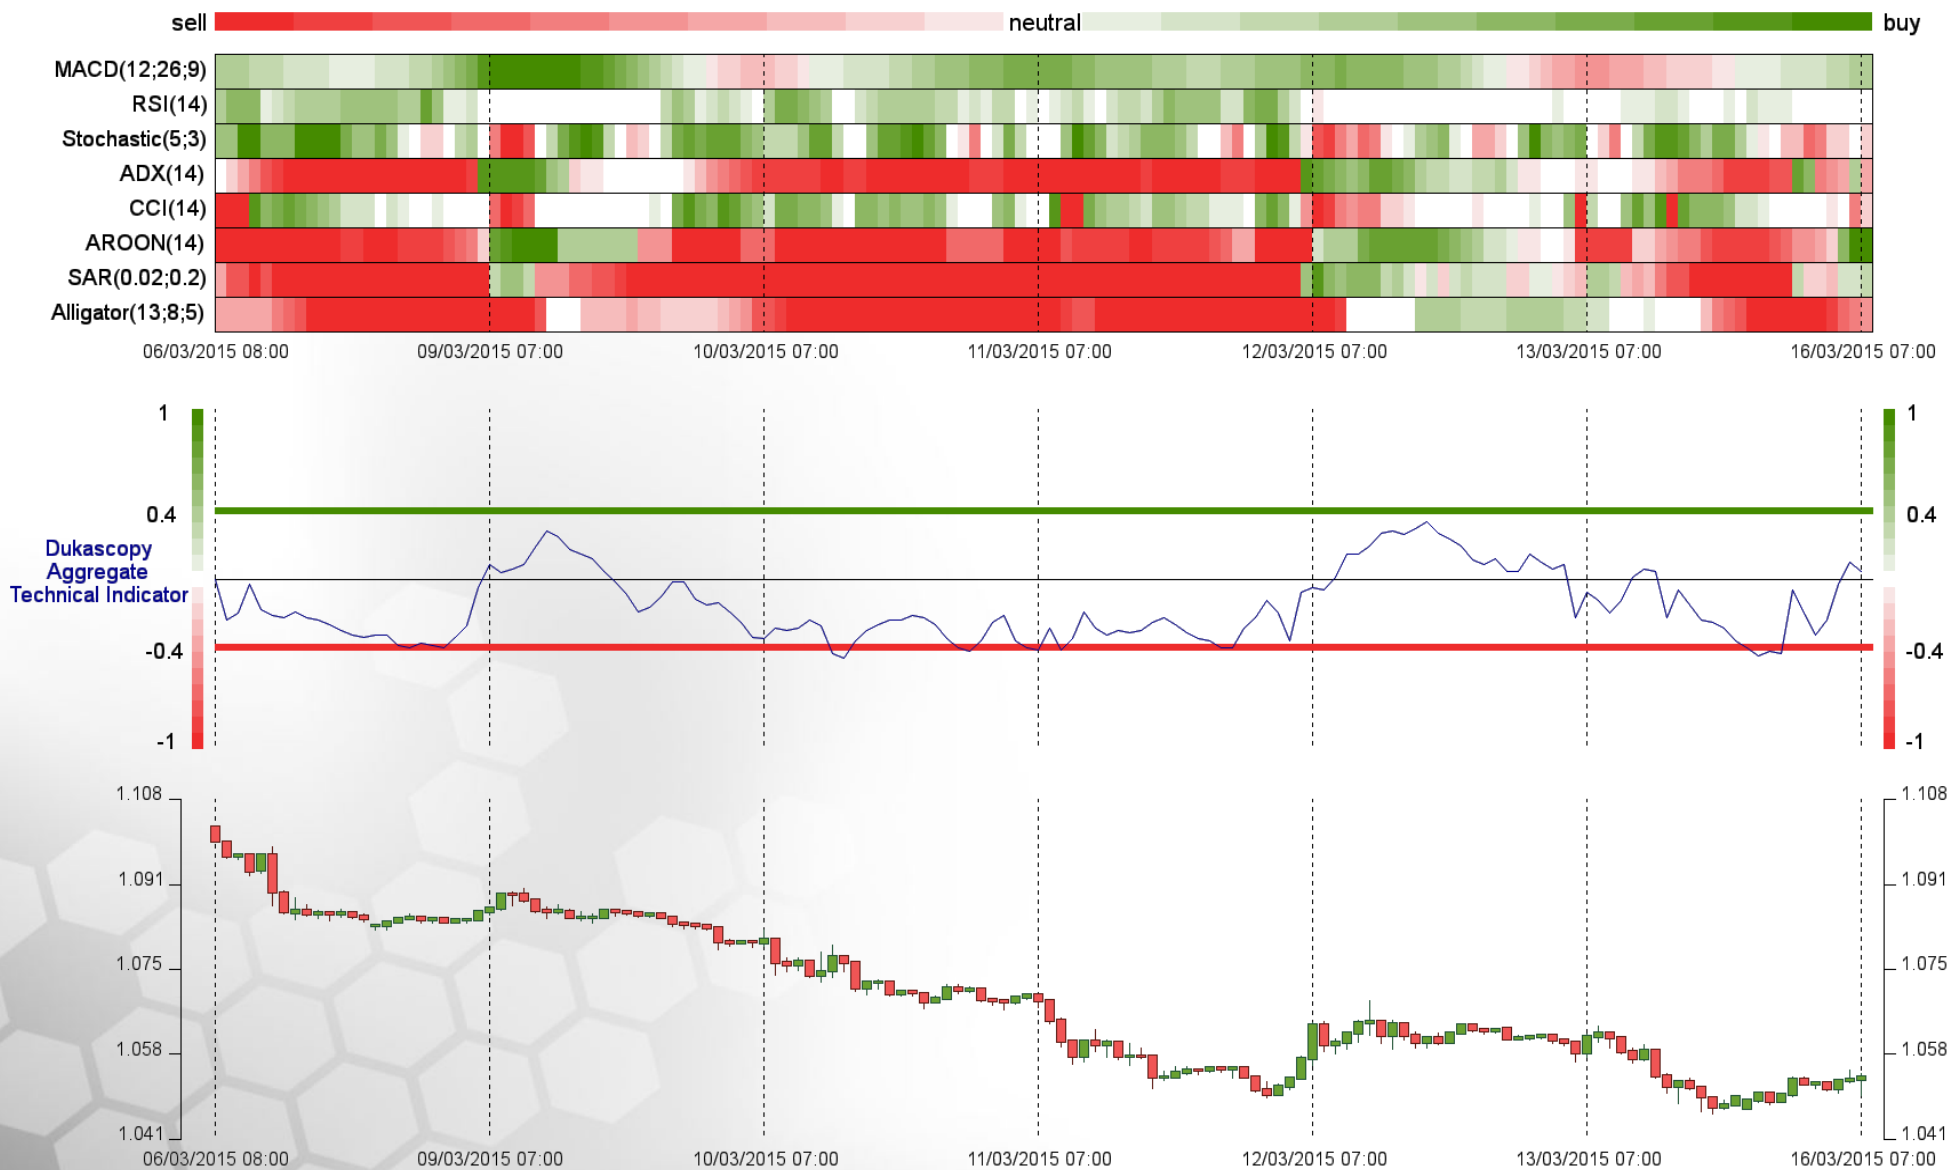 sell neutral buy
MACD(12;26;9)
RSI(14)
Stochastic(5;3)
ADX(14)
CCI(14)
AROON(14)
SAR(0.02;0.2)
Alligator(13;8;5)
06/03/2015 08:00 09/03/2015 07:00 10/03/2015 07:00 11/03/2015 07:00 12/03/2015 07:00 13/03/2015 07:00 16/03/2015 07:00
1 1
0.4 0.4
Dukascopy
Aggregate
Technical Indicator
-0.4 -0.4
-1 -1
1.108 1.108
1.091 1.091
1.075 1.075
1.058 1.058
1.041 1.041
06/03/2015 08:00 09/03/2015 07:00 10/03/2015 07:00 11/03/2015 07:00 12/03/2015 07:00 13/03/2015 07:00 16/03/2015 07:00